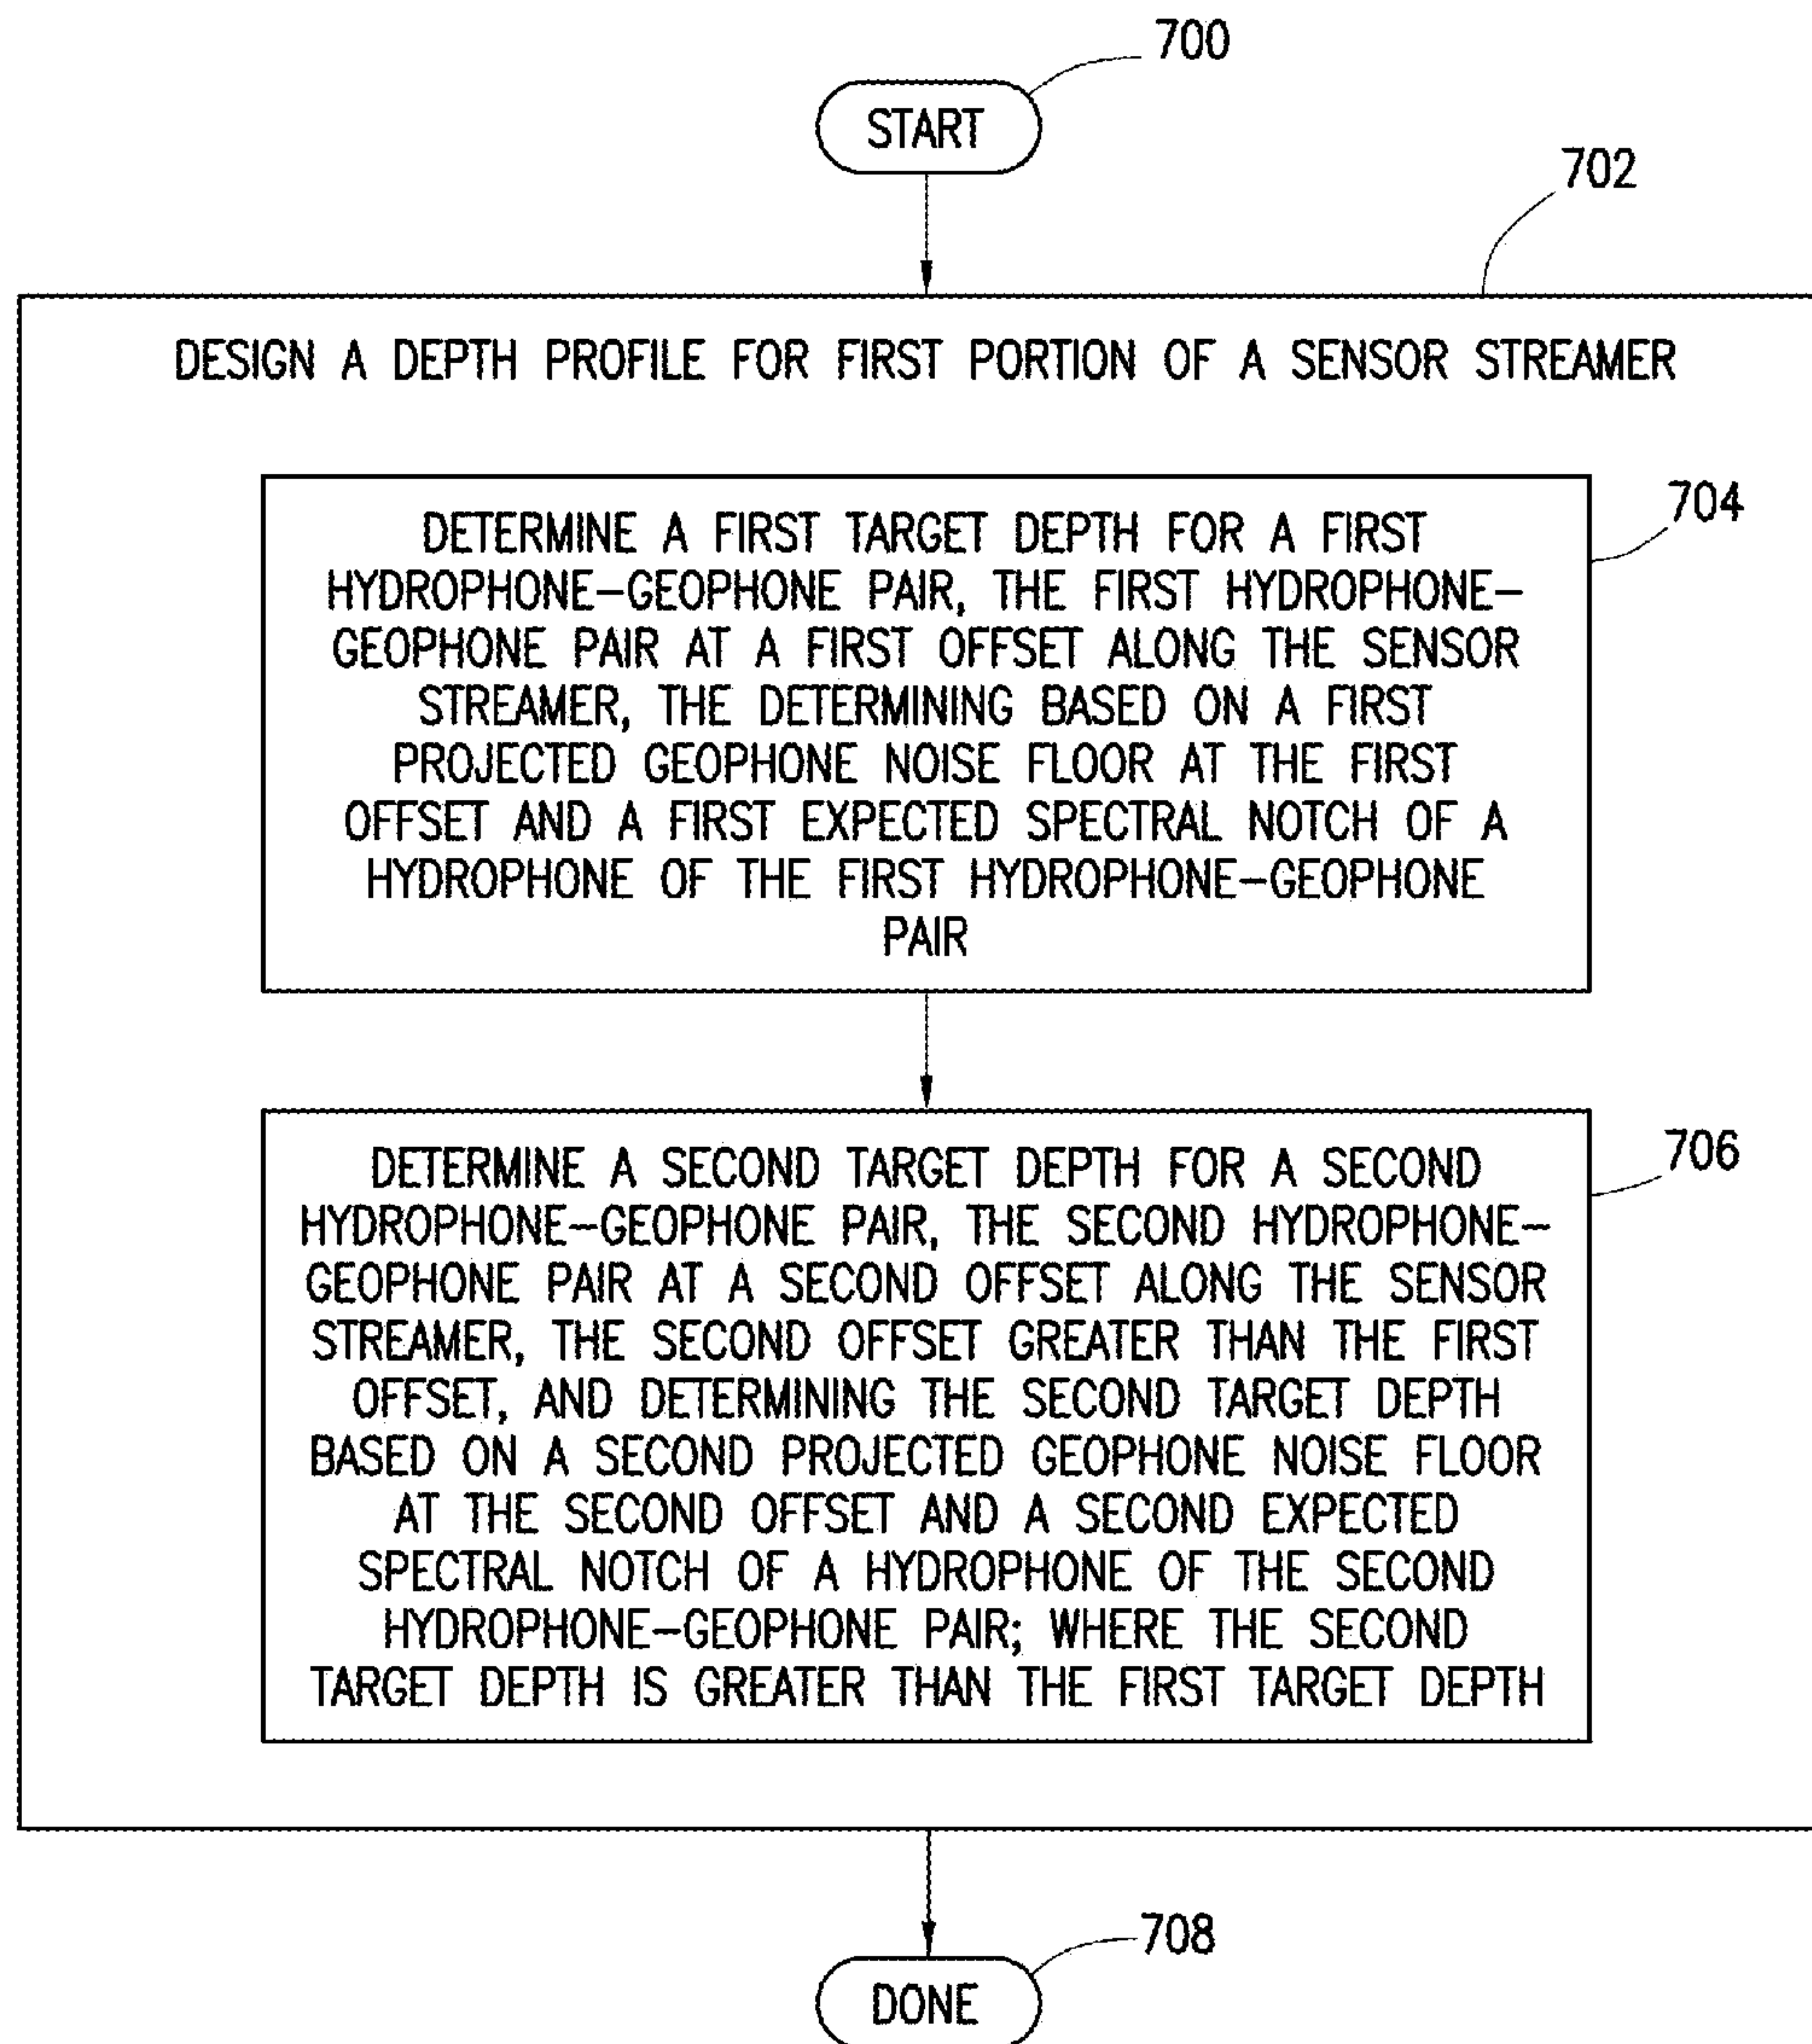 700
START
702
DESIGN A DEPTH PROFILE FOR FIRST PORTION OF A SENSOR STREAMER
704
DETERMINE A FIRST TARGET DEPTH FOR A FIRST
HYDROPHONE-GEOPHONE PAIR, THE FIRST HYDROPHONE-
GEOPHONE PAIR AT A FIRST OFFSET ALONG THE SENSOR
STREAMER, THE DETERMINING BASED ON A FIRST
PROJECTED GEOPHONE NOISE FLOOR AT THE FIRST
OFFSET AND A FIRST EXPECTED SPECTRAL NOTCH OF A
HYDROPHONE OF THE FIRST HYDROPHONE-GEOPHONE
PAIR
706
DETERMINE A SECOND TARGET DEPTH FOR A SECOND
HYDROPHONE-GEOPHONE PAIR, THE SECOND HYDROPHONE-
GEOPHONE PAIR AT A SECOND OFFSET ALONG THE SENSOR
STREAMER, THE SECOND OFFSET GREATER THAN THE FIRST
OFFSET, AND DETERMINING THE SECOND TARGET DEPTH
BASED ON A SECOND PROJECTED GEOPHONE NOISE FLOOR
AT THE SECOND OFFSET AND A SECOND EXPECTED
SPECTRAL NOTCH OF A HYDROPHONE OF THE SECOND
HYDROPHONE-GEOPHONE PAIR; WHERE THE SECOND
TARGET DEPTH IS GREATER THAN THE FIRST TARGET DEPTH
708
DONE